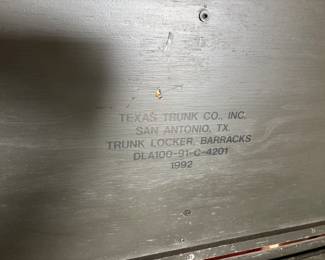 TEXAS TRUNK CO., INC.
SAN ANTONIO, TX.
TRUNK LOCKER, BARRACKS
DLA100-91-C-4201
1992